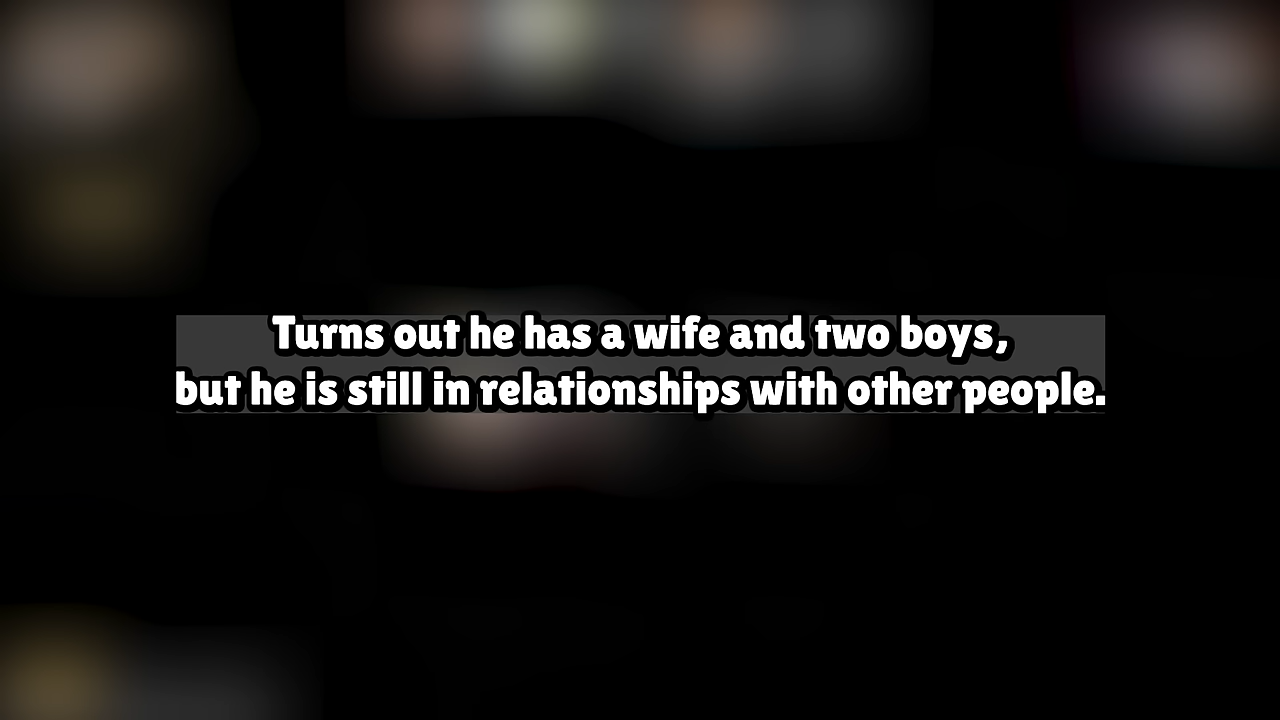 Turns out he has a wife and two boys,
but he is still in relationships with other people.